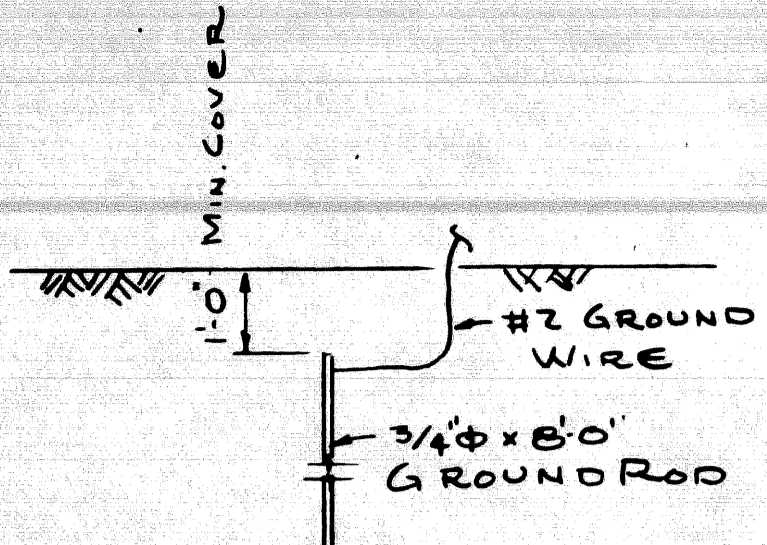 MIN. COVER
1'-0"
#2 GROUND
WIRE
3/4"Φ x 8'-0"
GROUND ROD